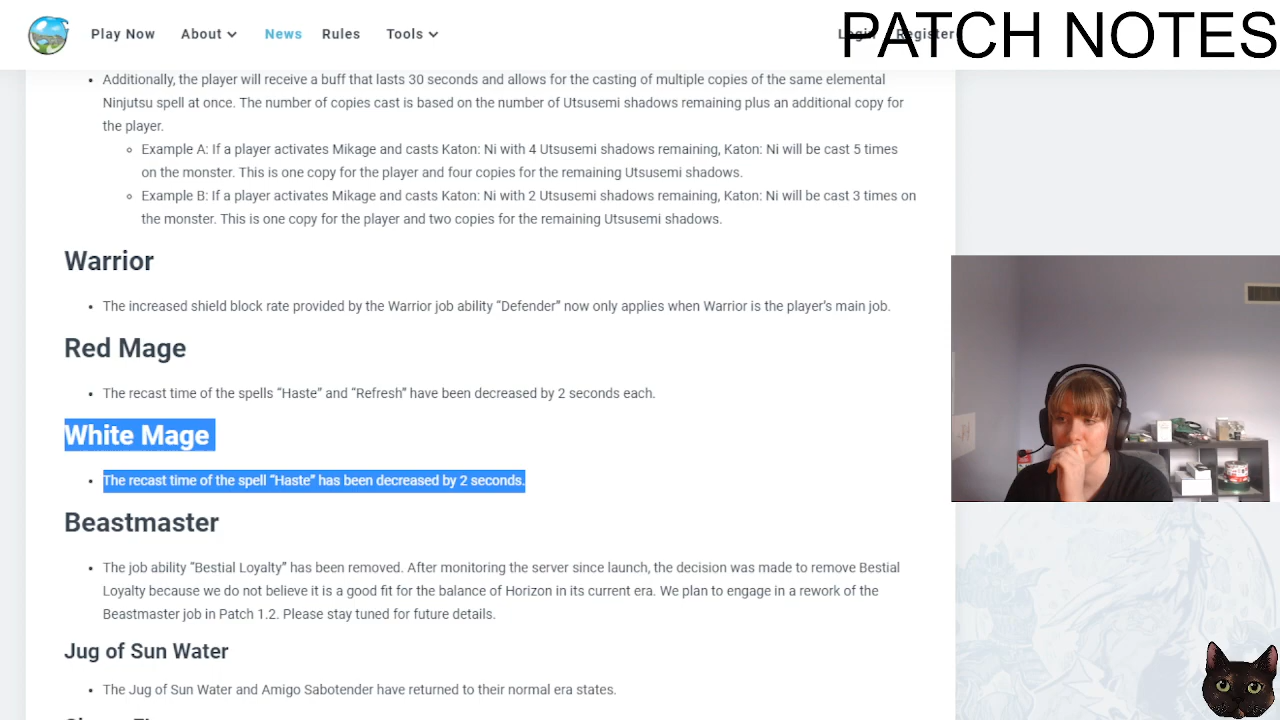 Play Now
About
News
Rules
Tools
Login
Register
PATCH NOTES
Additionally, the player will receive a buff that lasts 30 seconds and allows for the casting of multiple copies of the same elemental
Ninjutsu spell at once. The number of copies cast is based on the number of Utsusemi shadows remaining plus an additional copy for
the player.
Example A: If a player activates Mikage and casts Katon: Ni with 4 Utsusemi shadows remaining, Katon: Ni will be cast 5 times
on the monster. This is one copy for the player and four copies for the remaining Utsusemi shadows.
Example B: If a player activates Mikage and casts Katon: Ni with 2 Utsusemi shadows remaining, Katon: Ni will be cast 3 times on
the monster. This is one copy for the player and two copies for the remaining Utsusemi shadows.
Warrior
The increased shield block rate provided by the Warrior job ability “Defender” now only applies when Warrior is the player's main job.
Red Mage
The recast time of the spells “Haste” and “Refresh” have been decreased by 2 seconds each.
White Mage
The recast time of the spell “Haste” has been decreased by 2 seconds.
Beastmaster
The job ability “Bestial Loyalty” has been removed. After monitoring the server since launch, the decision was made to remove Bestial
Loyalty because we do not believe it is a good fit for the balance of Horizon in its current era. We plan to engage in a rework of the
Beastmaster job in Patch 1.2. Please stay tuned for future details.
Jug of Sun Water
The Jug of Sun Water and Amigo Sabotender have returned to their normal era states.